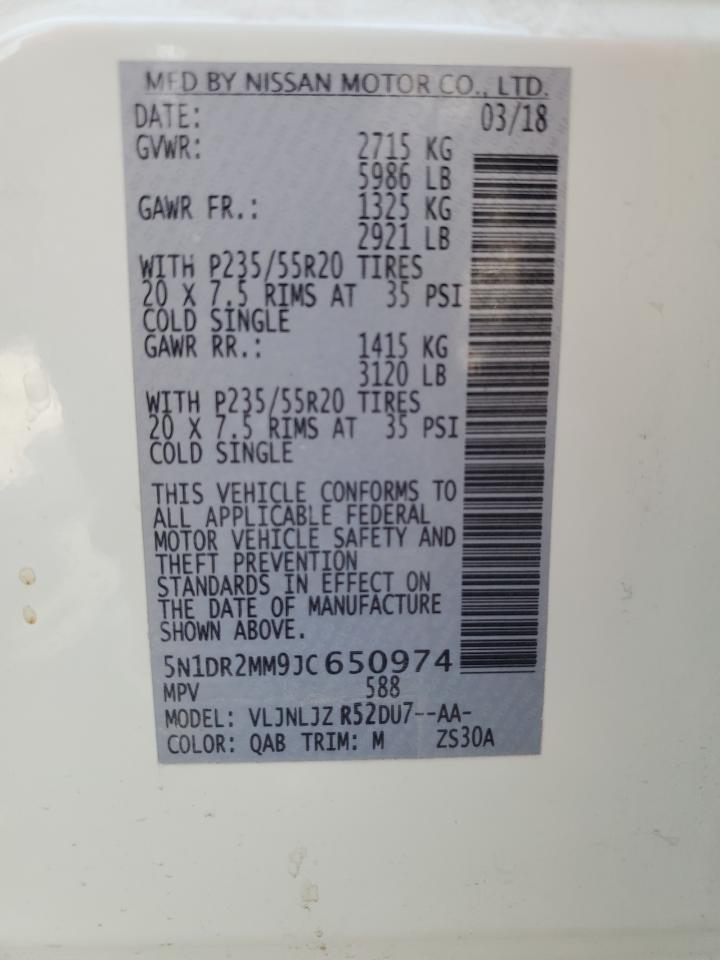 MFD BY NISSAN MOTOR CO., LTD.
DATE: 03/18
GVWR: 2715 KG
5986 LB
GAWR FR.: 1325 KG
2921 LB
WITH P235/55R20 TIRES
20 X 7.5 RIMS AT 35 PSI
COLD SINGLE
GAWR RR.: 1415 KG
3120 LB
WITH P235/55R20 TIRES
20 X 7.5 RIMS AT 35 PSI
COLD SINGLE
THIS VEHICLE CONFORMS TO
ALL APPLICABLE FEDERAL
MOTOR VEHICLE SAFETY AND
THEFT PREVENTION
STANDARDS IN EFFECT ON
THE DATE OF MANUFACTURE
SHOWN ABOVE.
5N1DR2MM9JC650974
MPV 588
MODEL: VLJNLJZ R52DU7--AA-
COLOR: QAB TRIM: M ZS30A